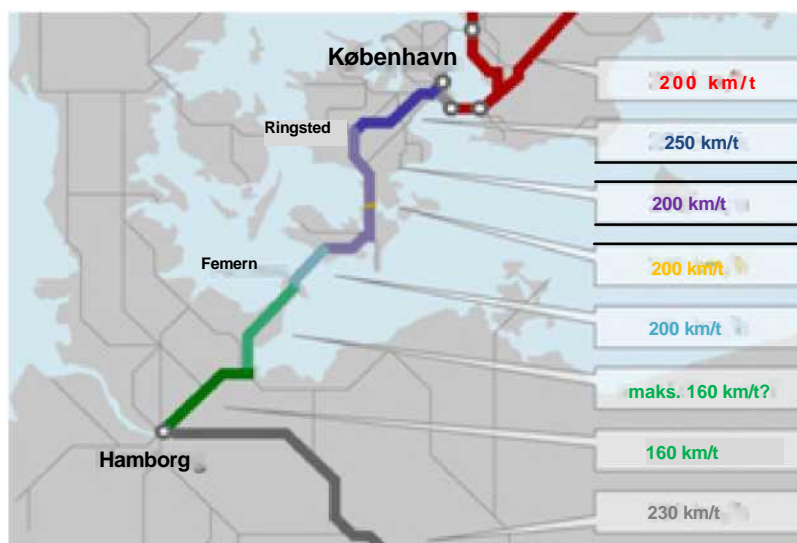 København
200 km/t
Ringsted
250 km/t
200 km/t
Femern
200 km/t
200 km/t
maks. 160 km/t?
Hamborg
160 km/t
230 km/t